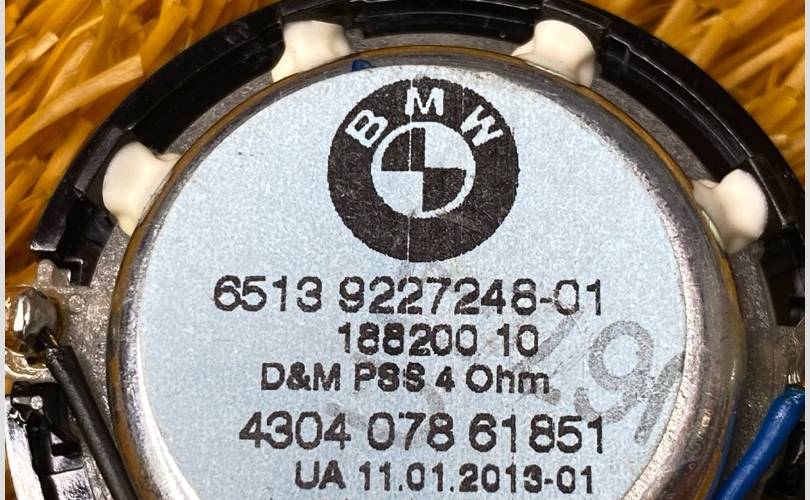 BMW
6513 9227248-01
188200 10
D&M PSS 4 Ohm
4304 078 61851
UA 11.01.2013-01